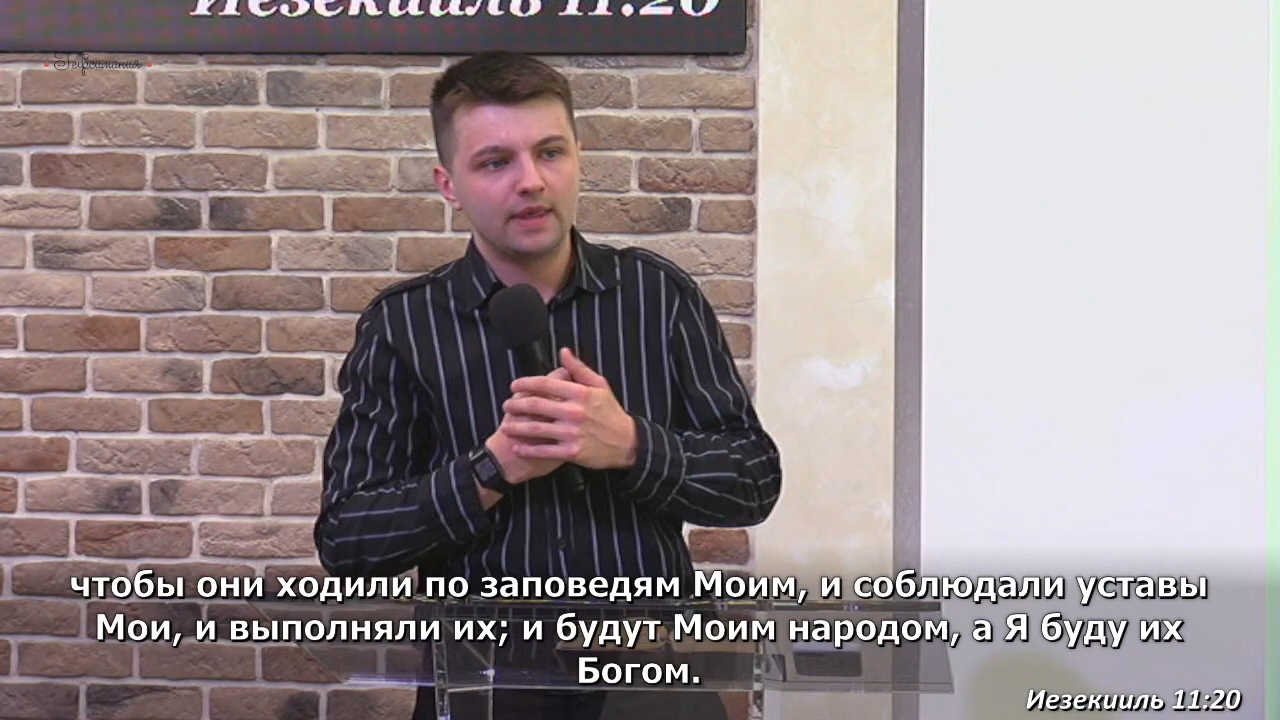 Иезекииль 11:20
Гефсимания
чтобы они ходили по заповедям Моим, и соблюдали уставы
Мои, и выполняли их; и будут Моим народом, а Я буду их
Богом.
Иезекииль 11:20